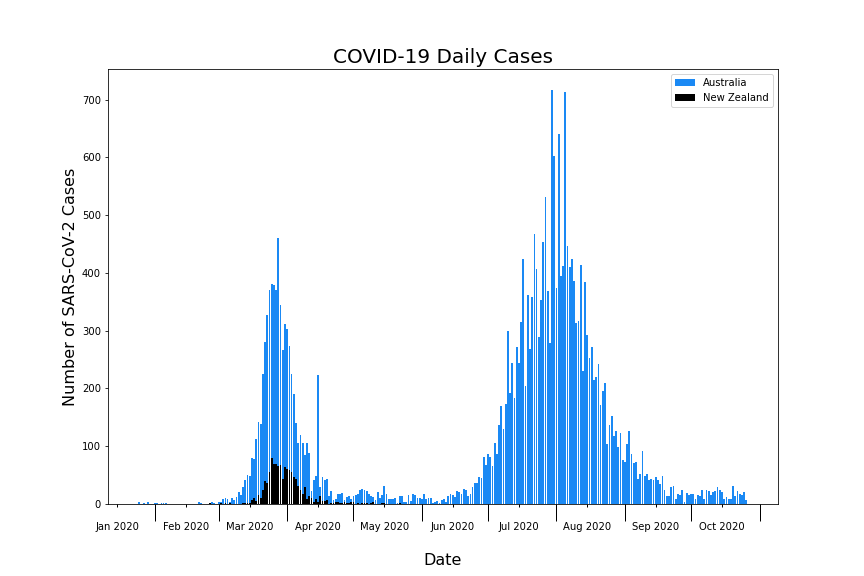 COVID-19 Daily Cases
Australia
New Zealand
Number of SARS-CoV-2 Cases
700
600
500
400
300
200
100
0
Jan 2020 Feb 2020 Mar 2020 Apr 2020 May 2020 Jun 2020 Jul 2020 Aug 2020 Sep 2020 Oct 2020
Date